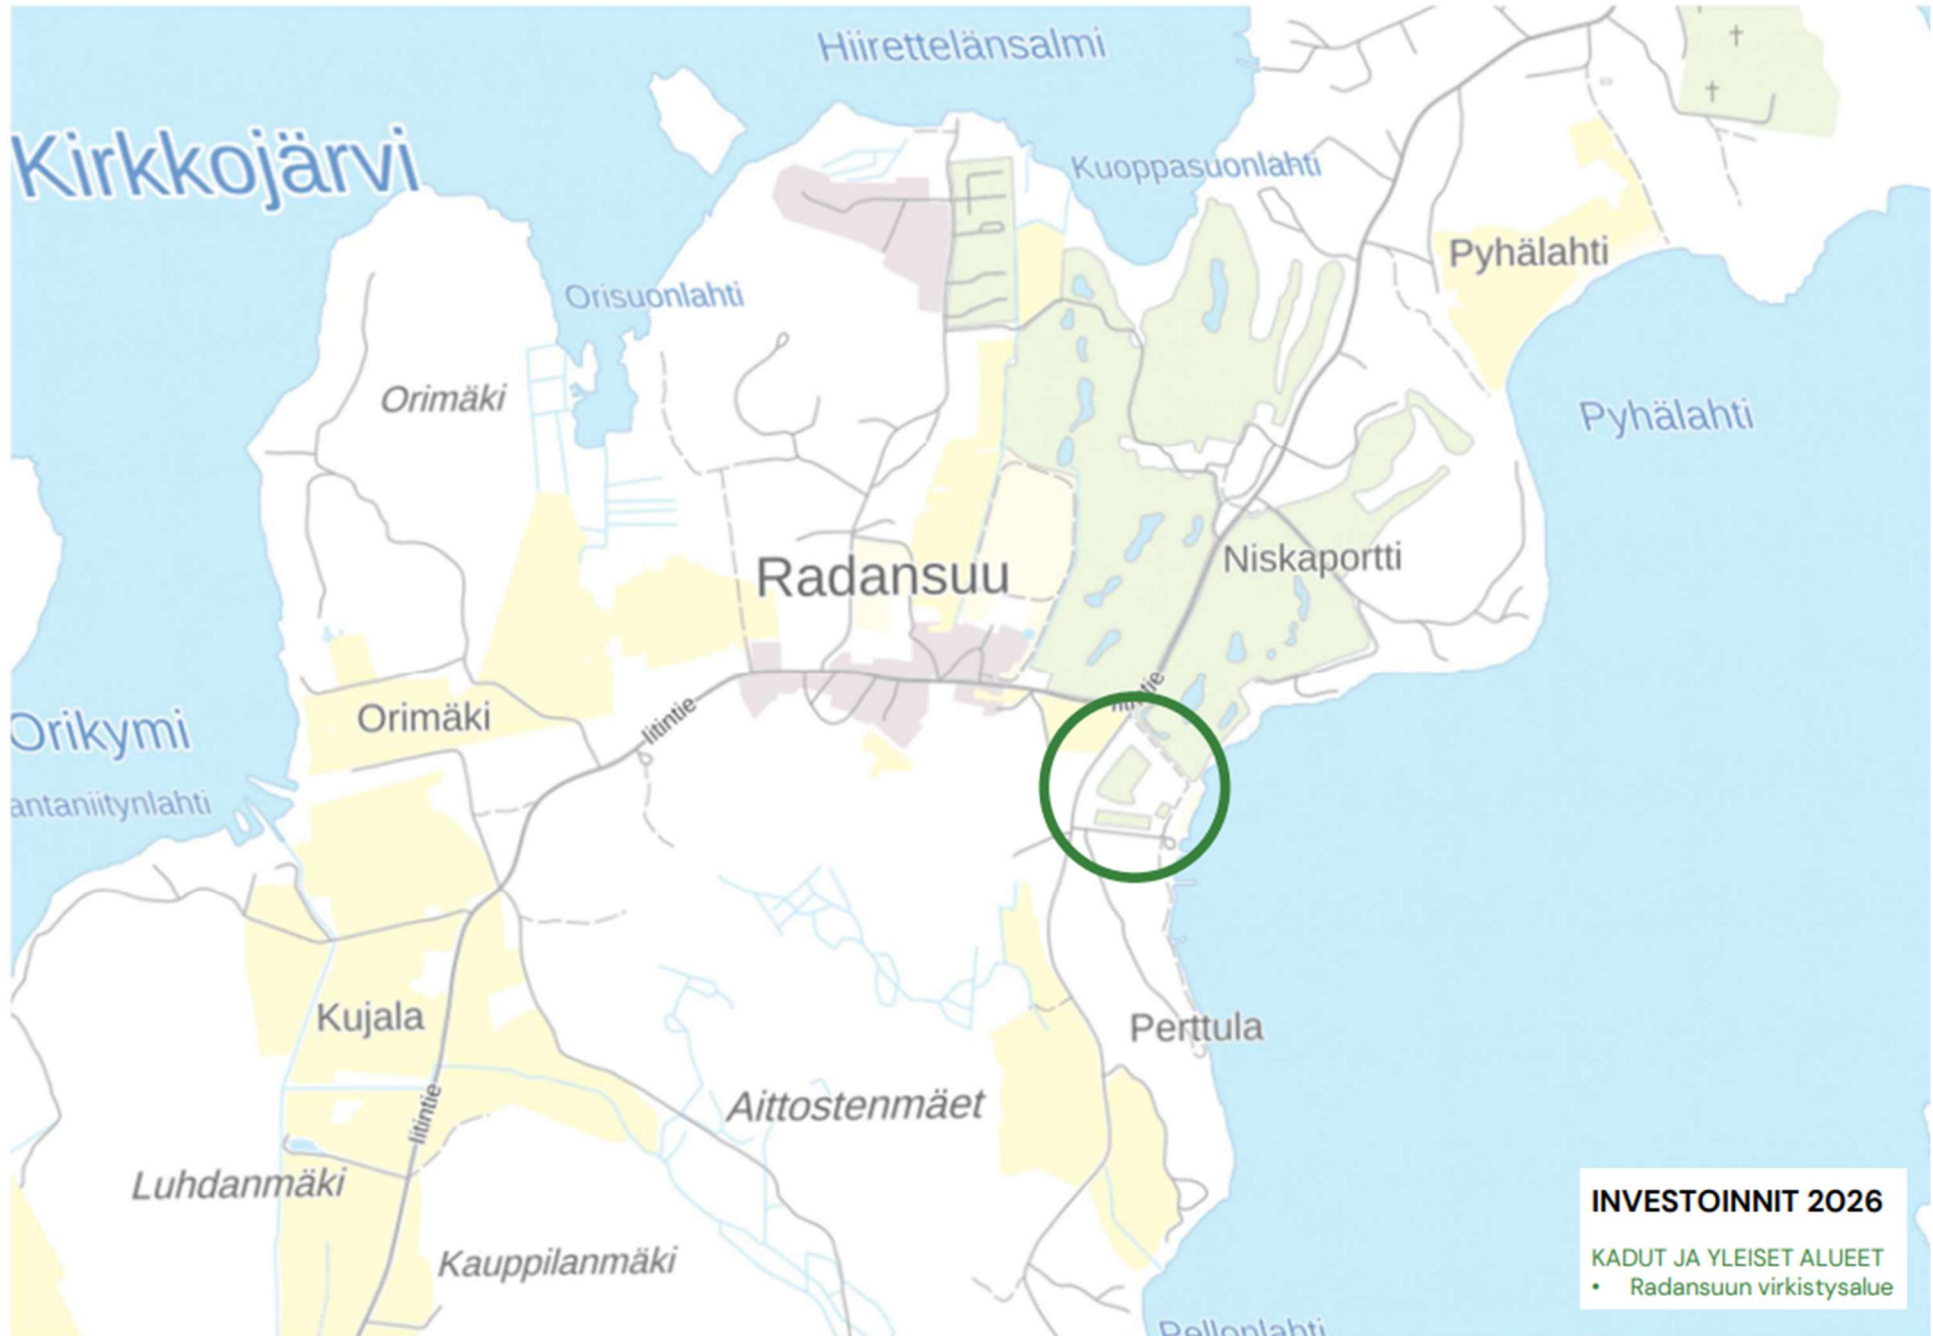 Hiirettelänsalmi
Kirkkojärvi
Kuoppasuonlahti
Pyhälahti
Orisuonlahti
Orimäki
Pyhälahti
Niskaportti
Radansuu
Iitintie
Orimäki
Orikymi
antaniitynlahti
Kujala
Perttula
Iitintie
Aittostenmäet
Luhdanmäki
Kauppilanmäki
INVESTOINNIT 2026
KADUT JA YLEISET ALUEET
• Radansuun virkistysalue